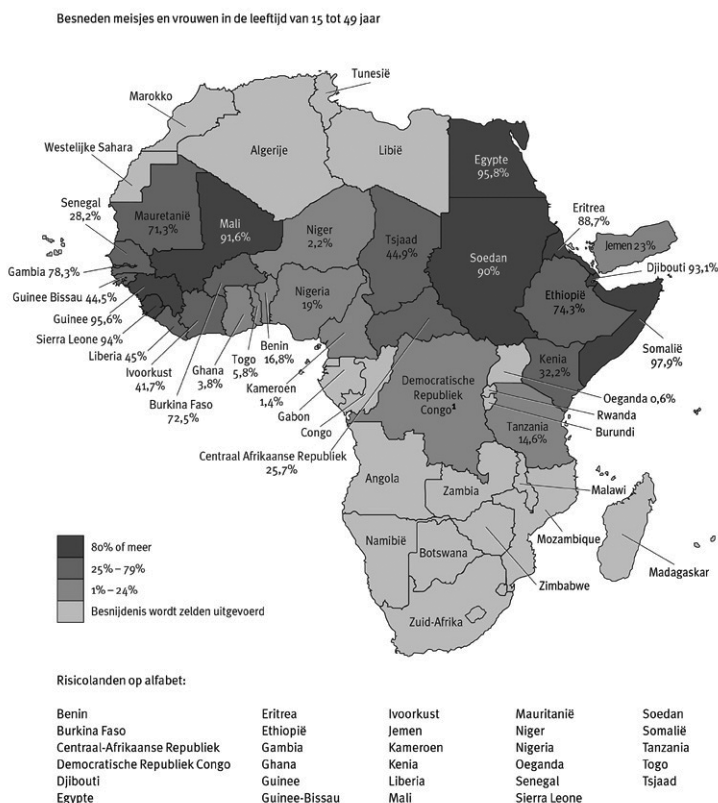 Besneden meisjes en vrouwen in de leeftijd van 15 tot 49 jaar
Tunesië
Marokko
Algerije
Libië
Westelijke Sahara
Egypte
95,8%
Senegal
28,2%
Mauretanië
71,3%
Mali
91,6%
Niger
2,2%
Tsjaad
44,9%
Soedan
90%
Eritrea
88,7%
Jemen 23%
Djibouti 93,1%
Gambia 78,3%
Guinee Bissau 44,5%
Guinee 95,6%
Sierra Leone 94%
Liberia 45%
Ivoorkust
41,7%
Burkina Faso
72,5%
Ghana
3,8%
Togo
5,8%
Benin
16,8%
Nigeria
19%
Kameroen
1,4%
Gabon
Congo
Centraal Afrikaanse Republiek
25,7%
Ethiopië
74,3%
Somalië
97,9%
Kenia
32,2%
Democratische
Republiek
Congo¹
Oeganda 0,6%
Rwanda
Burundi
Tanzania
14,6%
Angola
Zambia
Malawi
Mozambique
Namibië
Botswana
Zimbabwe
Madagaskar
Zuid-Afrika
80% of meer
25% – 79%
1% – 24%
Besnijdenis wordt zelden uitgevoerd
Risicolanden op alfabet:
Benin
Burkina Faso
Centraal-Afrikaanse Republiek
Democratische Republiek Congo
Djibouti
Egypte
Eritrea
Ethiopië
Gambia
Ghana
Guinee
Guinee-Bissau
Ivoorkust
Jemen
Kameroen
Kenia
Liberia
Mali
Mauritanië
Niger
Nigeria
Oeganda
Senegal
Sierra Leone
Soedan
Somalië
Tanzania
Togo
Tsjaad